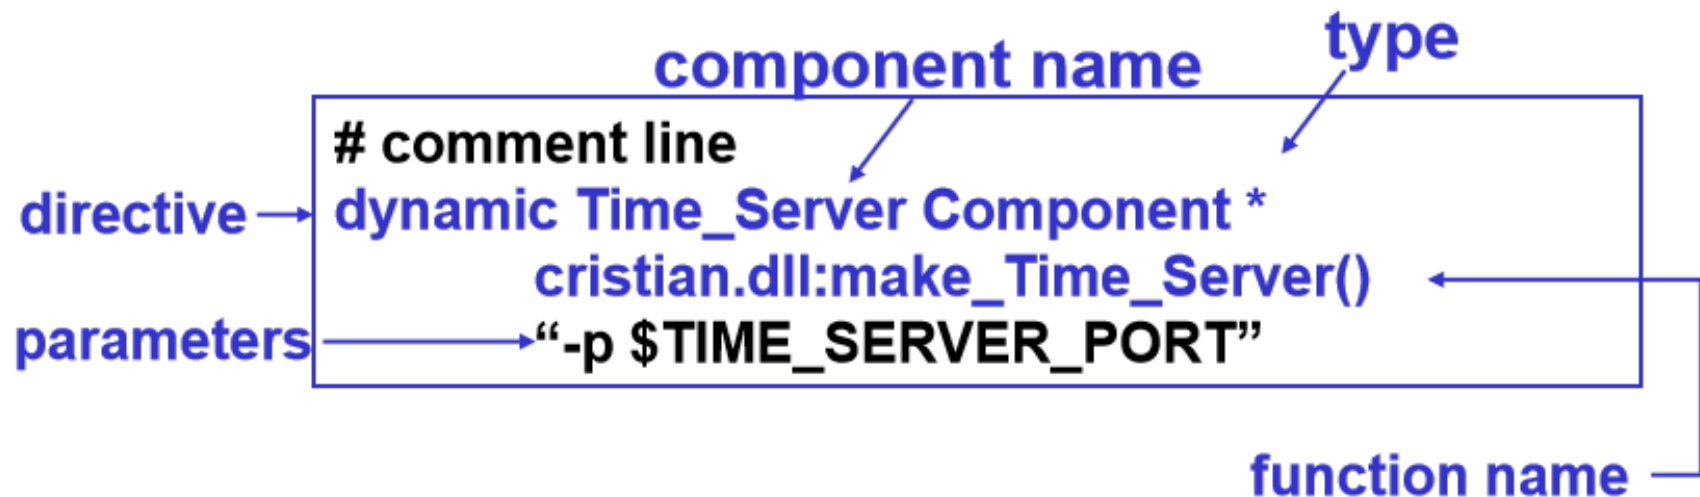 type
component name
# comment line
directive
dynamic Time_Server Component *
cristian.dll:make_Time_Server()
parameters
“-p $TIME_SERVER_PORT”
function name